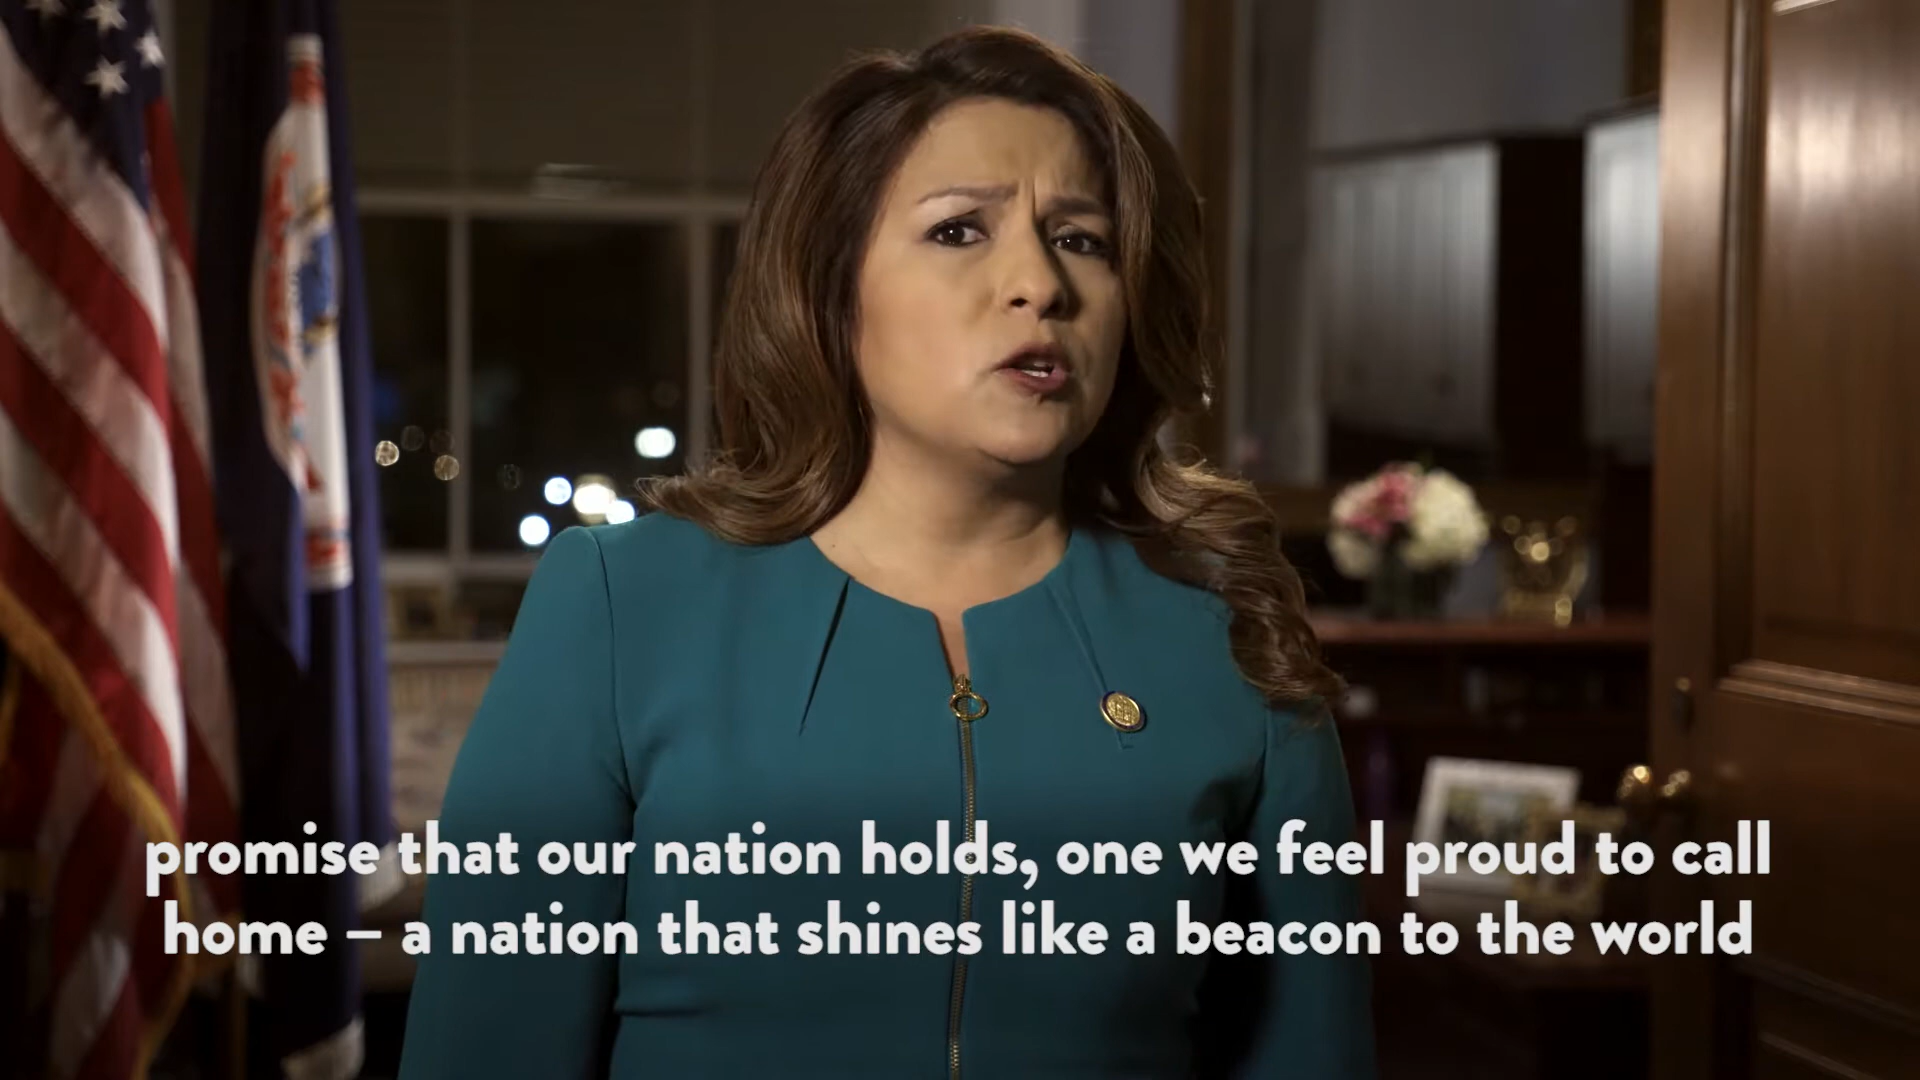 promise that our nation holds, one we feel proud to call
home – a nation that shines like a beacon to the world